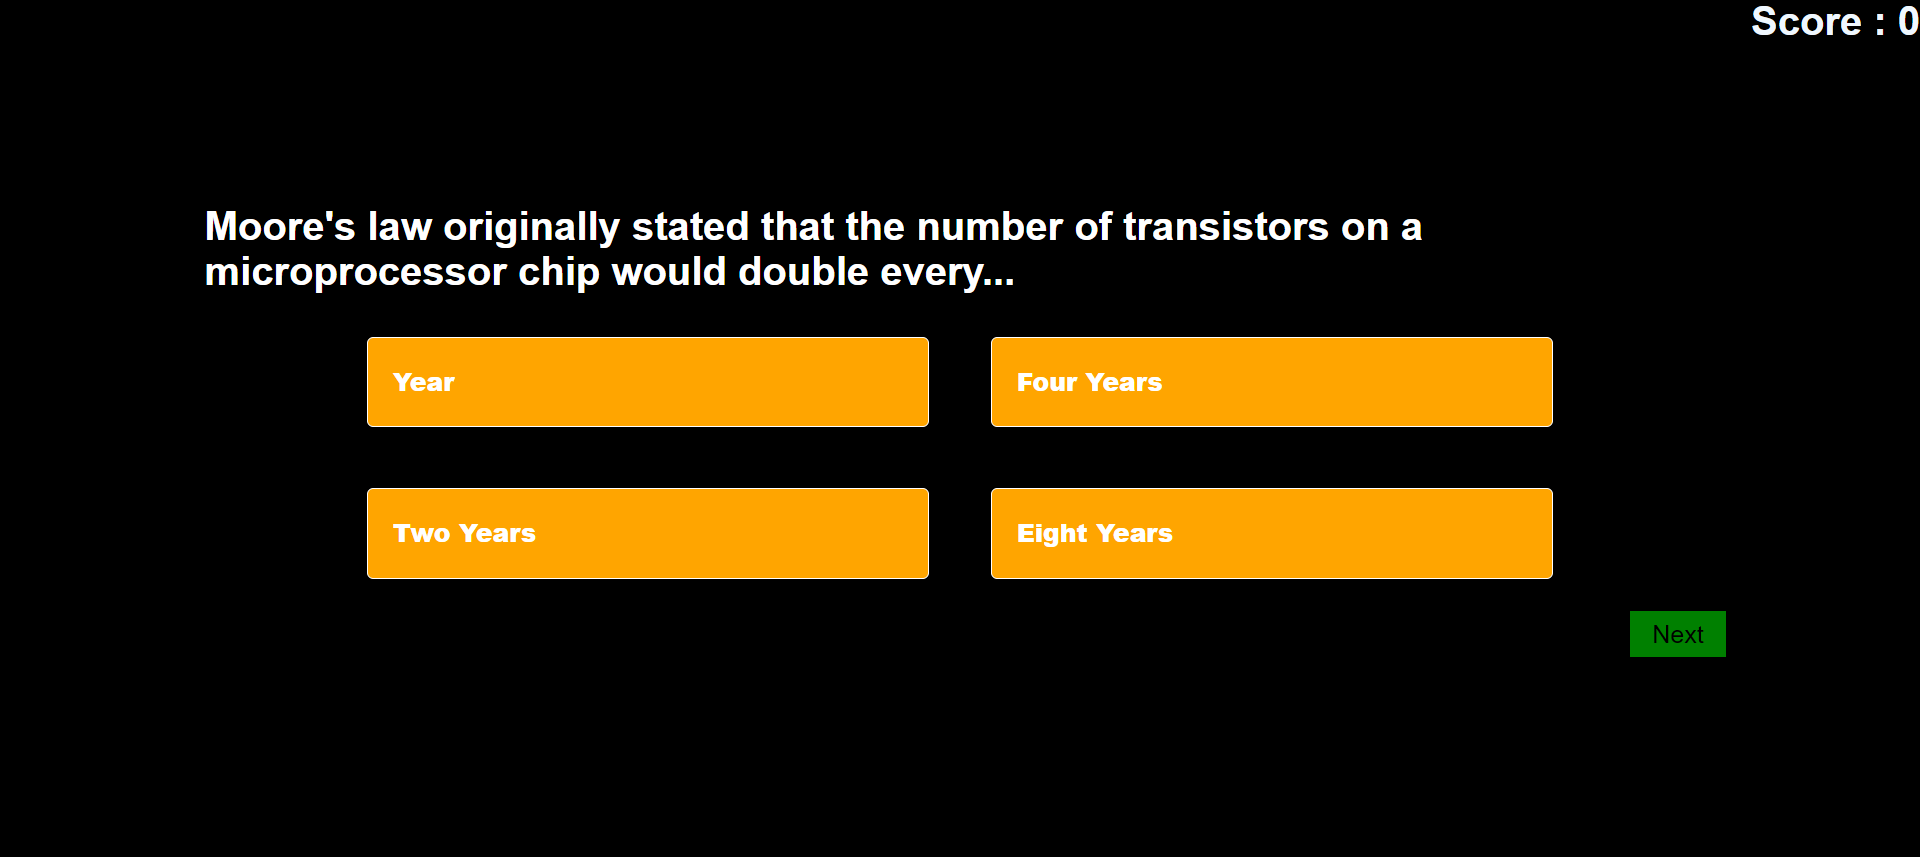 Score : 0
Moore's law originally stated that the number of transistors on a
microprocessor chip would double every...
Year
Four Years
Two Years
Eight Years
Next